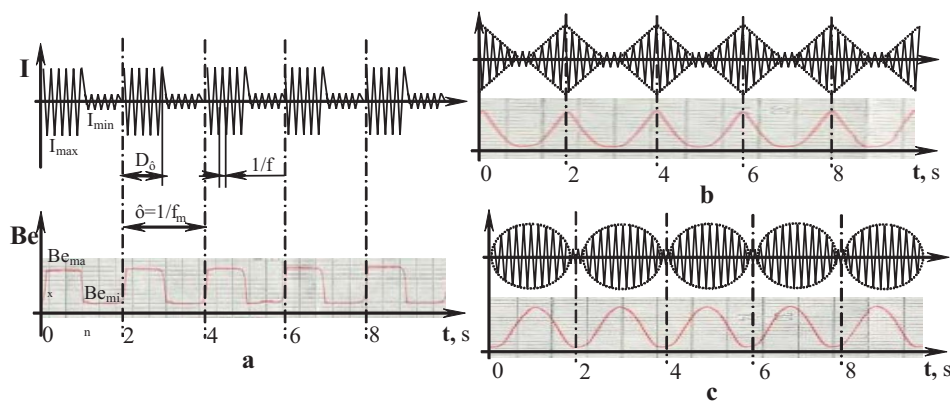 I
I_min
I_max
D_ô
1/f
ô=1/f_m
Be
Be_ma
x
Be_mi
n
0 2 4 6 8 t, s
a
0 2 4 6 8 t, s
b
0 2 4 6 8 t, s
c